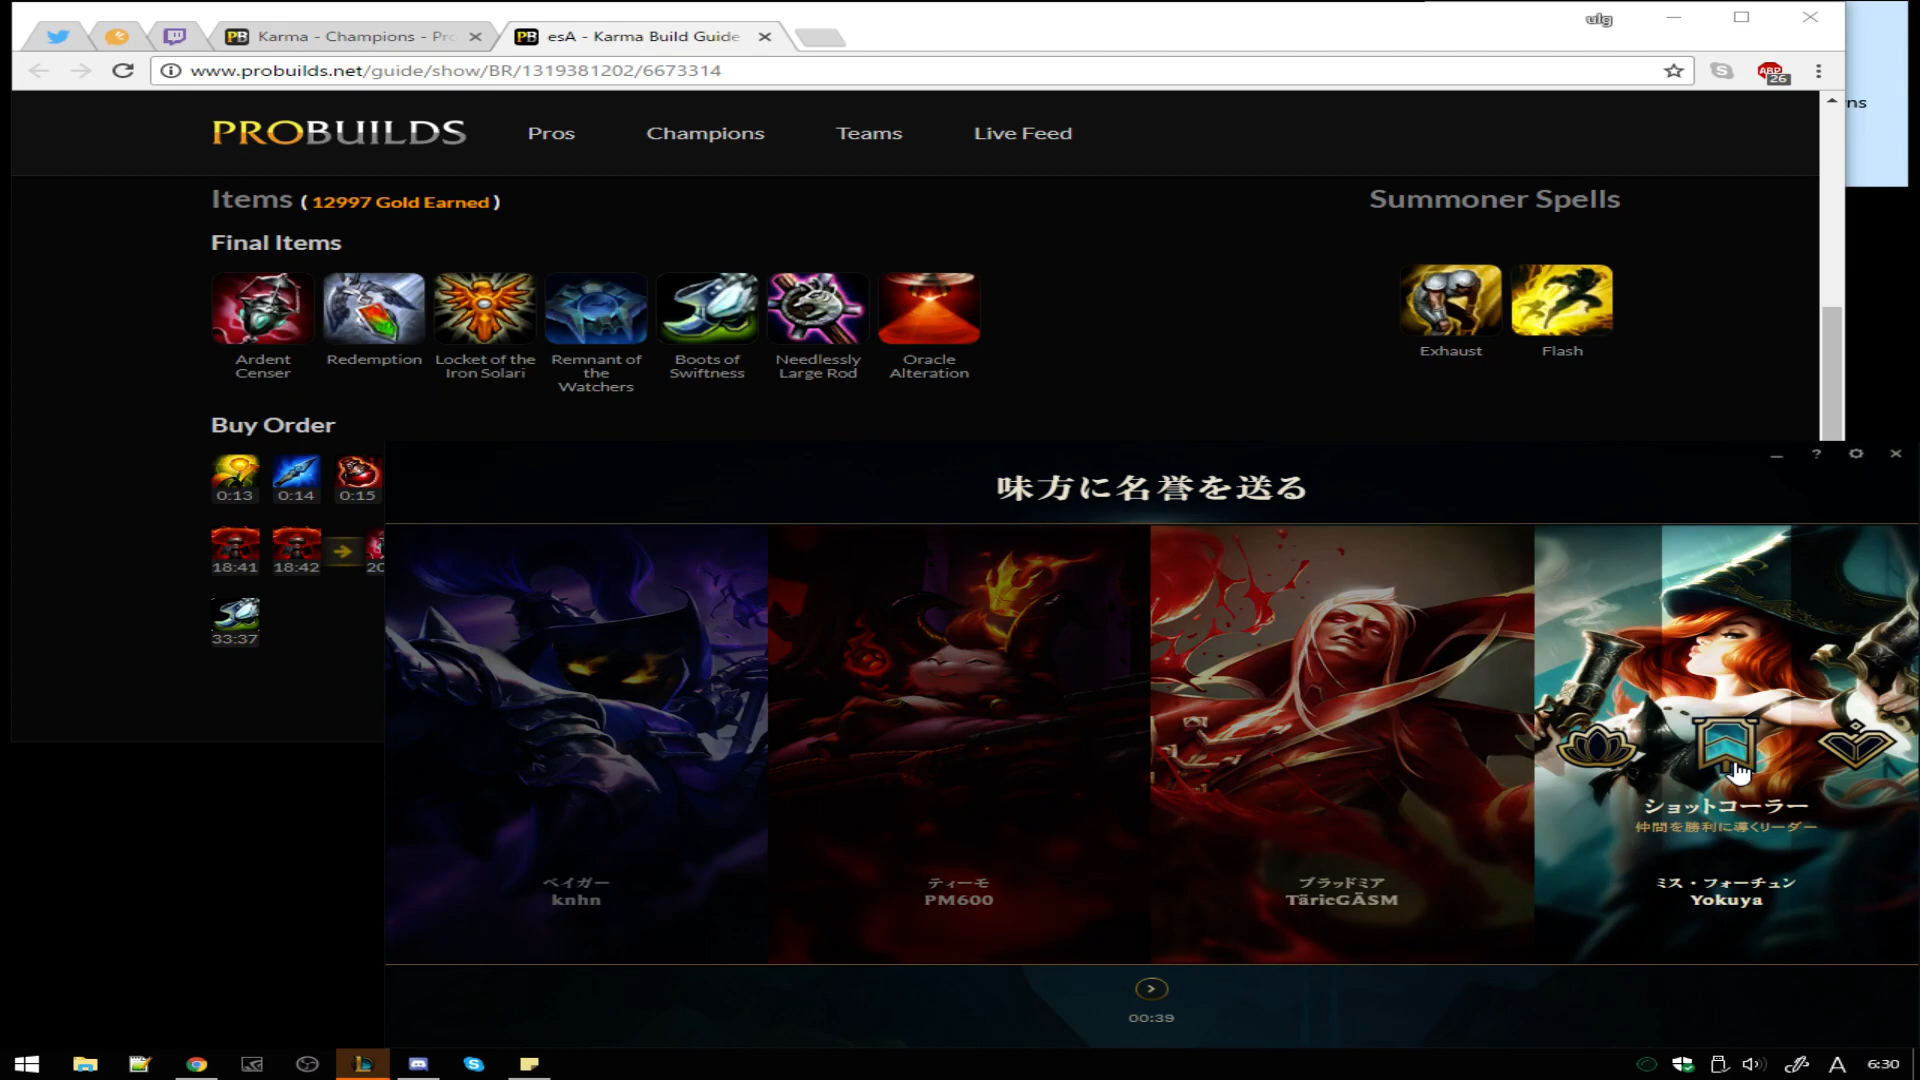 ulg
Karma - Champions - Pro
esA - Karma Build Guide
www.probuilds.net/guide/show/BR/1319381202/6673314
ABP
26
ns
PROBUILDS
Pros
Champions
Teams
Live Feed
Items ( 12997 Gold Earned )
Summoner Spells
Final Items
Ardent Censer
Redemption
Locket of the Iron Solari
Remnant of the Watchers
Boots of Swiftness
Needlessly Large Rod
Oracle Alteration
Exhaust
Flash
Buy Order
0:13
0:14
0:15
18:41
18:42
20
33:37
味方に名誉を送る
ショットコーラー
仲間を勝利に導くリーダー
ベイガー
knhn
ティーモ
PM600
ブラッドミア
TäricGÄSM
ミス・フォーチュン
Yokuya
00:39
A
6:30